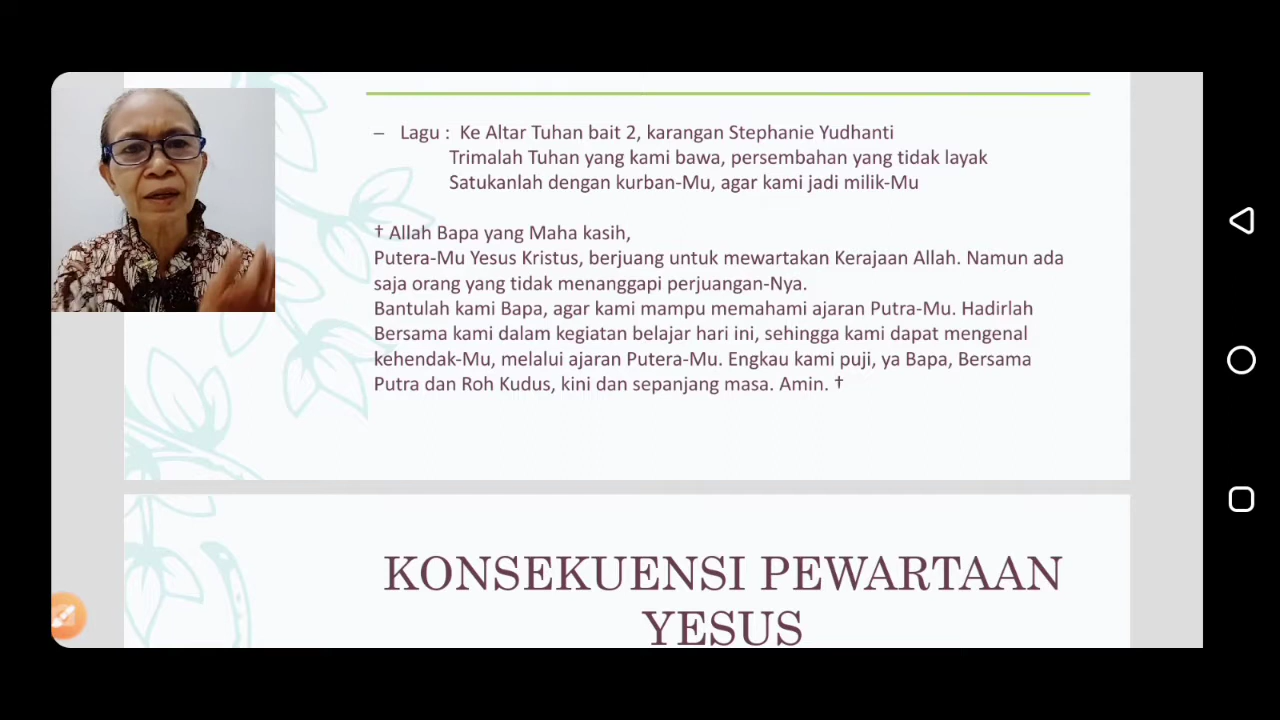 – Lagu : Ke Altar Tuhan bait 2, karangan Stephanie Yudhanti
Trimalah Tuhan yang kami bawa, persembahan yang tidak layak
Satukanlah dengan kurban-Mu, agar kami jadi milik-Mu
† Allah Bapa yang Maha kasih,
Putera-Mu Yesus Kristus, berjuang untuk mewartakan Kerajaan Allah. Namun ada
saja orang yang tidak menanggapi perjuangan-Nya.
Bantulah kami Bapa, agar kami mampu memahami ajaran Putra-Mu. Hadirlah
Bersama kami dalam kegiatan belajar hari ini, sehingga kami dapat mengenal
kehendak-Mu, melalui ajaran Putera-Mu. Engkau kami puji, ya Bapa, Bersama
Putra dan Roh Kudus, kini dan sepanjang masa. Amin. †
KONSEKUENSI PEWARTAAN
YESUS